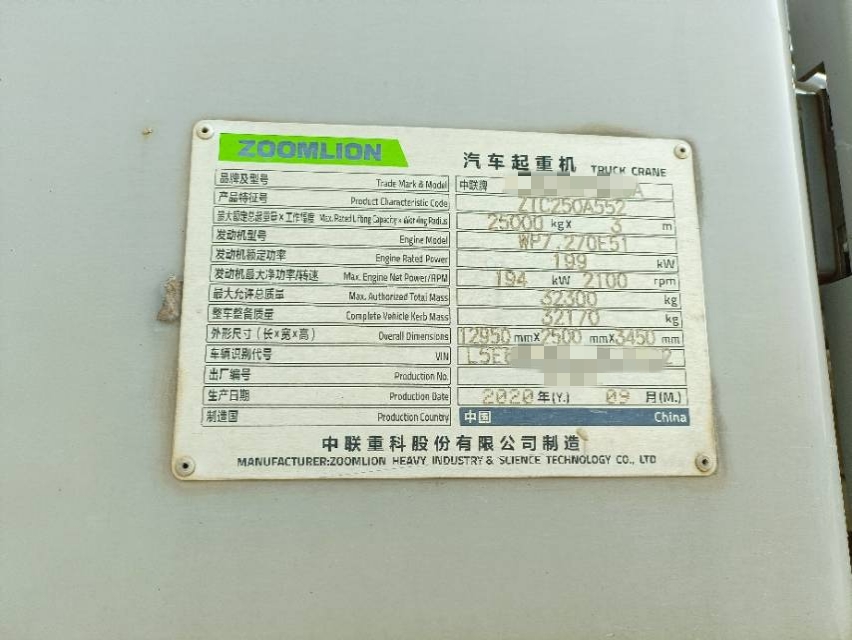 ZOOMLION 汽车起重机 TRUCK CRANE
品牌及型号 Trade Mark & Model 中联牌
产品特征号 Product Characteristic Code ZTC250A552
最大额定总起重量×工作幅度 Max. Rated Lifting Capacity × Working Radius 25000 kgX 3 m
发动机型号 Engine Model WP7.270E51
发动机额定功率 Engine Rated Power 199 kW
发动机最大净功率/转速 Max. Engine Net Power/RPM 194 kW 2100 rpm
最大允许总质量 Max. Authorized Total Mass 32300 kg
整车整备质量 Complete Vehicle Kerb Mass 32170 kg
外形尺寸(长×宽×高) Overall Dimensions 12950 mmX 2500 mmX 3450 mm
车辆识别代号 VIN
出厂编号 Production No.
生产日期 Production Date 2020 年(Y.) 09 月(M.)
制造国 Production Country 中国 China
中联重科股份有限公司制造
MANUFACTURER:ZOOMLION HEAVY INDUSTRY & SCIENCE TECHNOLOGY CO., LTD